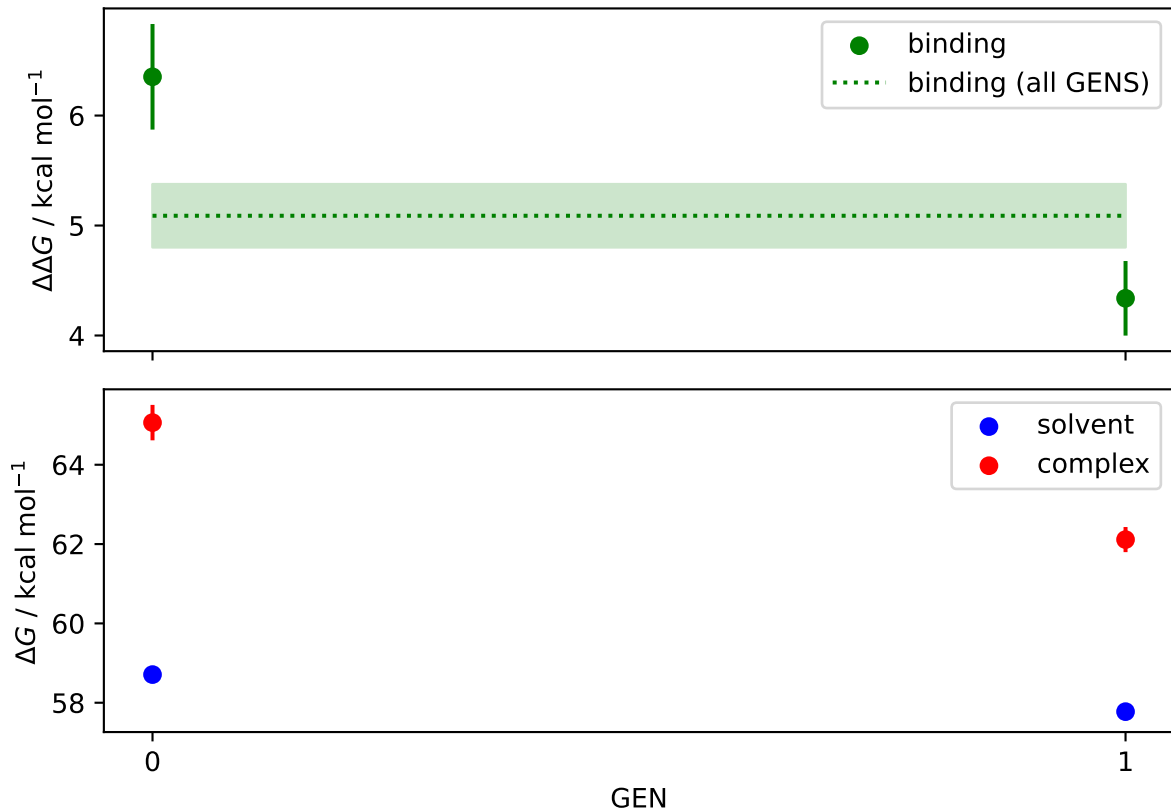 binding
binding (all GENS)
6
5
4
ΔΔG / kcal mol⁻¹
solvent
complex
64
62
60
58
ΔG / kcal mol⁻¹
0 1
GEN